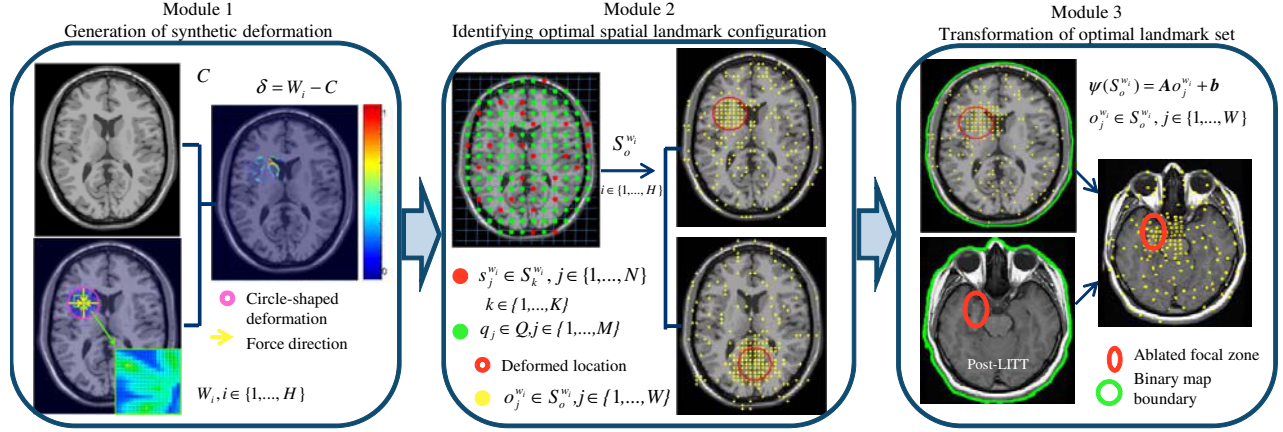 Module 1
Generation of synthetic deformation
C
δ = W_i − C
1
0
Circle-shaped
deformation
Force direction
W_i, i ∈ {1,..., H}
Module 2
Identifying optimal spatial landmark configuration
S_o^{w_i}
i ∈ {1,..., H}
s_j^{w_i} ∈ S_k^{w_i}, j ∈ {1,..., N}
k ∈ {1,..., K}
q_j ∈ Q, j ∈ {1,..., M}
Deformed location
o_j^{w_i} ∈ S_o^{w_i}, j ∈ {1,..., W}
Module 3
Transformation of optimal landmark set
ψ(S_o^{w_i}) = A o_j^{w_i} + b
o_j^{w_i} ∈ S_o^{w_i}, j ∈ {1,..., W}
Post-LITT
Ablated focal zone
Binary map
boundary